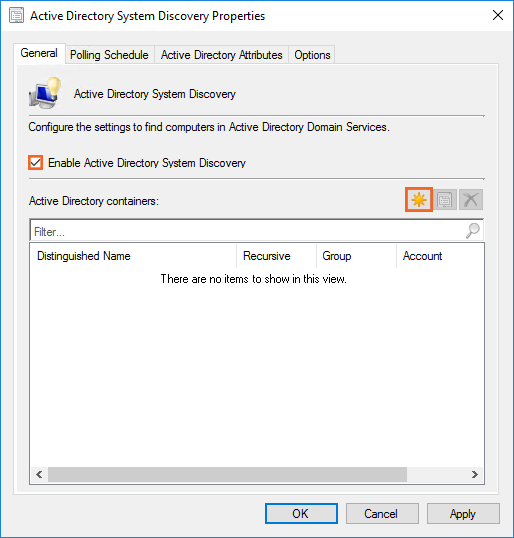 Active Directory System Discovery Properties
General Polling Schedule Active Directory Attributes Options
Active Directory System Discovery
Configure the settings to find computers in Active Directory Domain Services.
Enable Active Directory System Discovery
Active Directory containers:
Filter...
Distinguished Name Recursive Group Account
There are no items to show in this view.
OK Cancel Apply